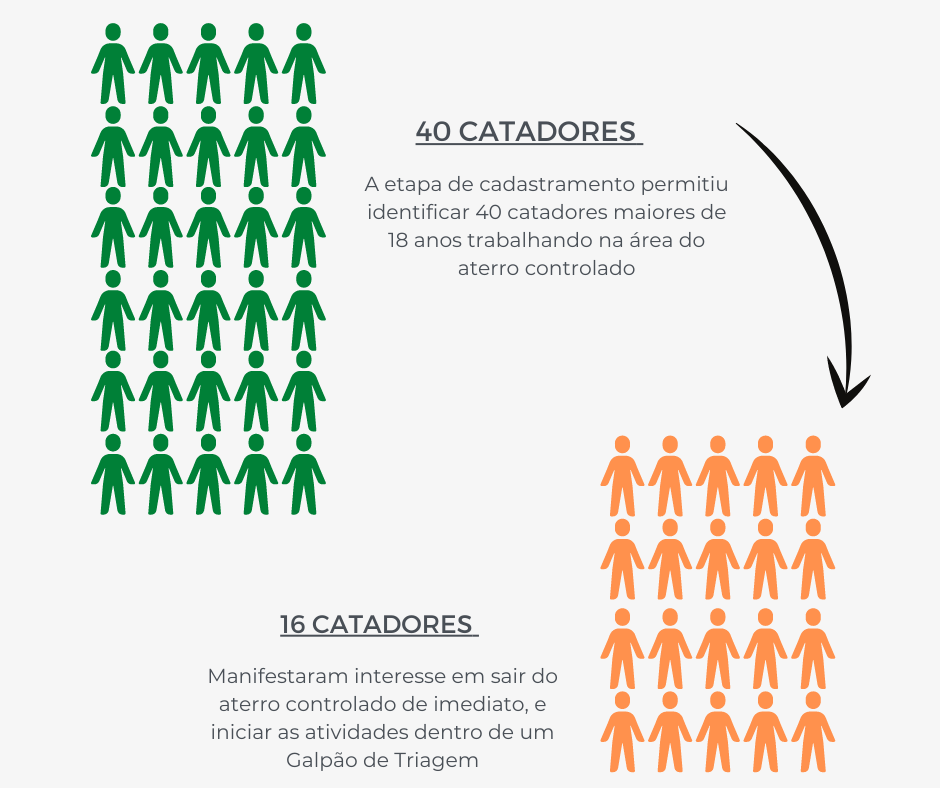 40 CATADORES
A etapa de cadastramento permitiu
identificar 40 catadores maiores de
18 anos trabalhando na área do
aterro controlado
16 CATADORES
Manifestaram interesse em sair do
aterro controlado de imediato, e
iniciar as atividades dentro de um
Galpão de Triagem